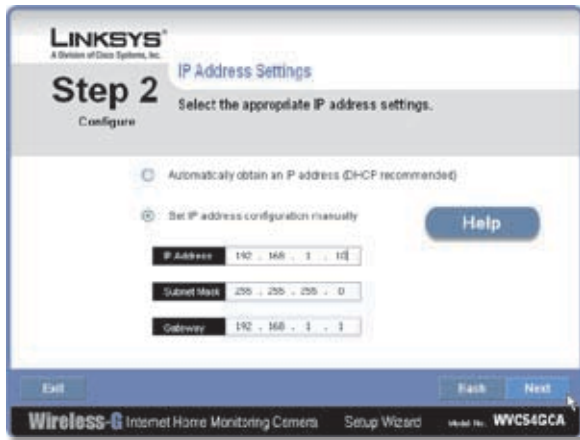 LINKSYS®
A Division of Cisco Systems, Inc.
Step 2
Configure
IP Address Settings
Select the appropriate IP address settings.
Automatically obtain an IP address (DHCP recommended)
Set IP address configuration manually
Help
IP Address 192 . 168 . 1 . 10
Subnet Mask 255 . 255 . 255 . 0
Gateway 192 . 168 . 1 . 1
Exit
Back
Next
Wireless-G Internet Home Monitoring Camera Setup Wizard Model No. WVC54GCA